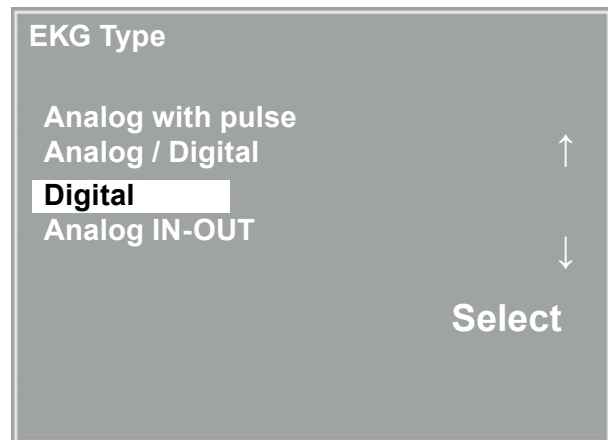 EKG Type
Analog with pulse
Analog / Digital
↑
Digital
Analog IN-OUT
↓
Select